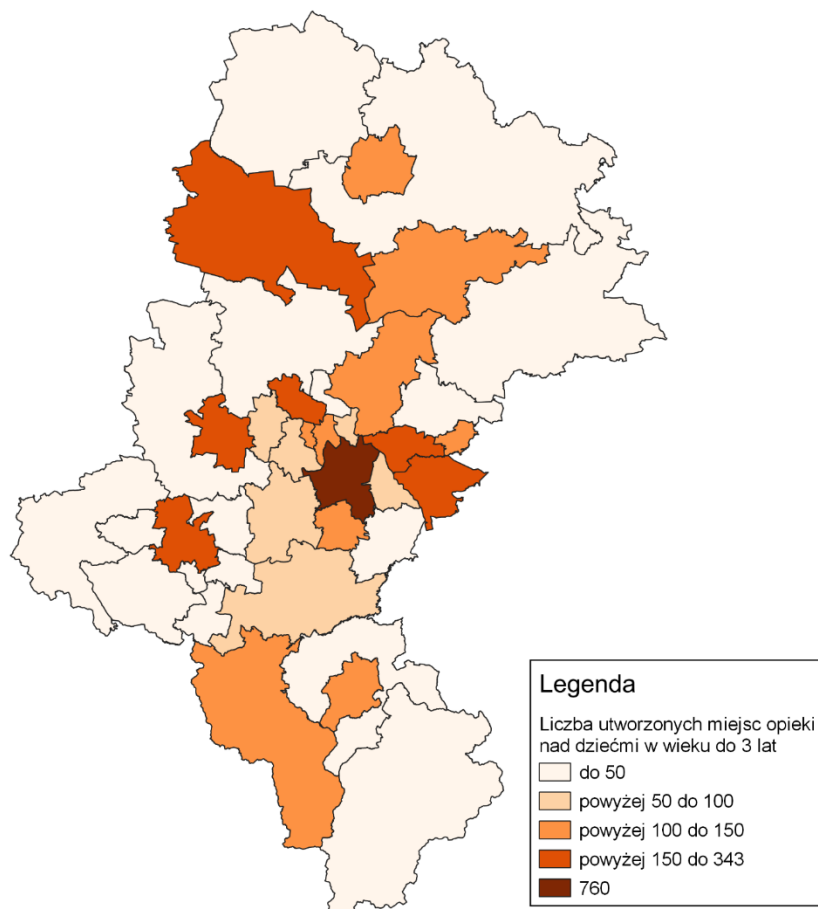 Legenda
Liczba utworzonych miejsc opieki
nad dziećmi w wieku do 3 lat
do 50
powyżej 50 do 100
powyżej 100 do 150
powyżej 150 do 343
760